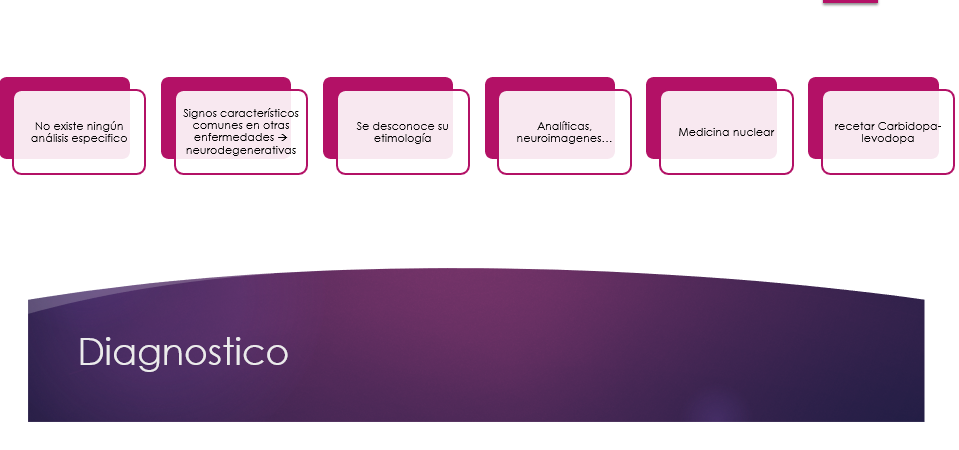 No existe ningún
análisis especifico
Signos característicos
comunes en otras
enfermedades →
neurodegenerativas
Se desconoce su
etimología
Analíticas,
neuroimagenes…
Medicina nuclear
recetar Carbidopa-
levodopa
Diagnostico